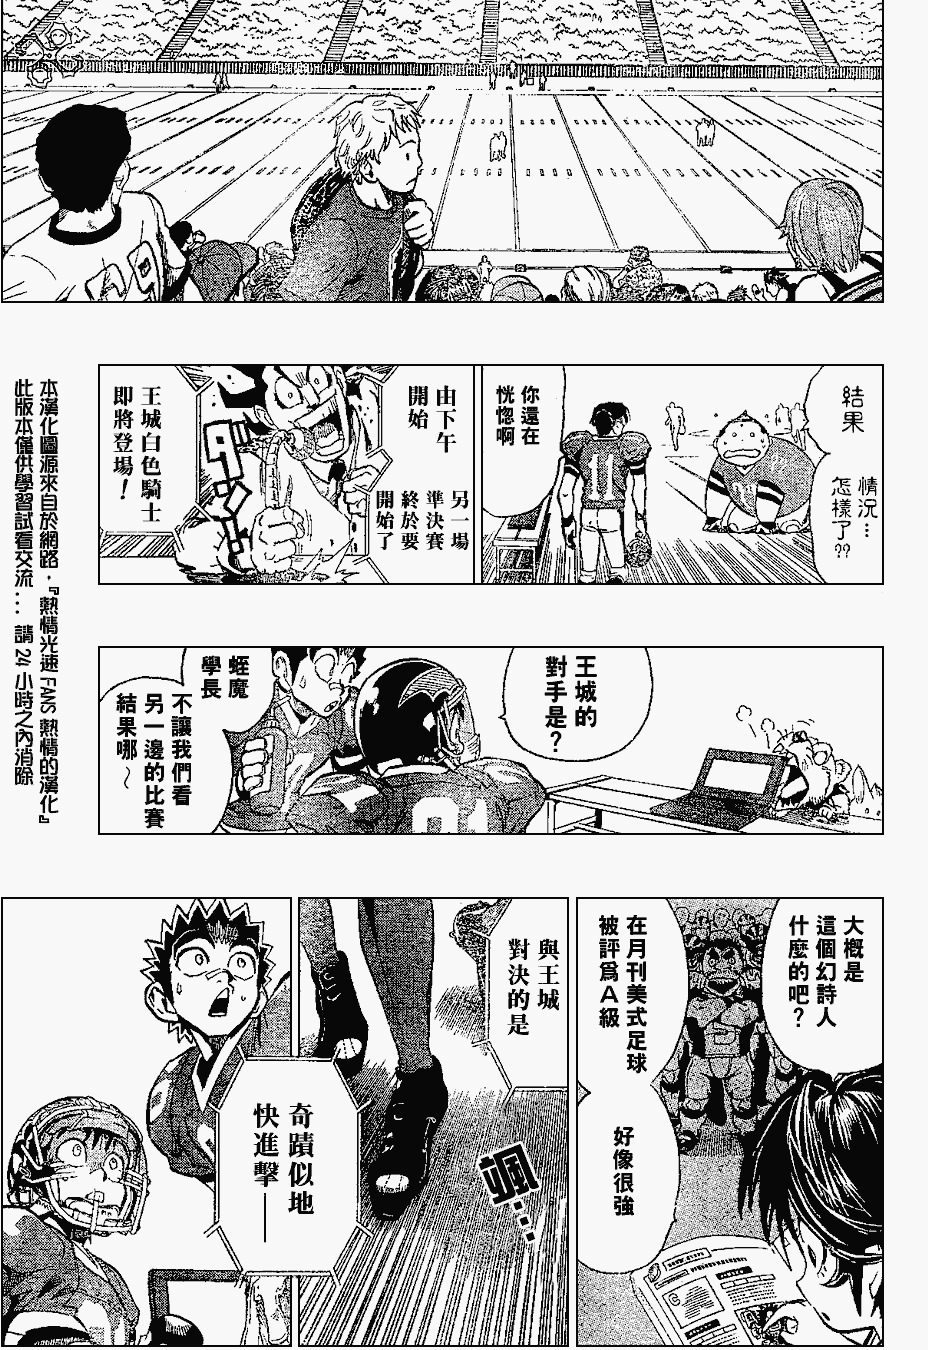 結果
情況…
怎樣了??
你還在
恍惚啊
由下午
開始
另一場
準決賽
終於要
開始了
王城白色騎士
即將登場!
王城的
對手是?
蛭魔
學長
不讓我們看
另一邊的比賽
結果哪~
大概是
這個幻詩人
什麼的吧?
在月刊美式足球
被評爲A級
好像很強
與王城
對決的是
颯…
奇蹟似地
快進擊——
本漢化圖源來自於網路,『熱情光速FANS熱情的漢化』
此版本僅供學習試看交流... 請24小時之內消除
11
21
2